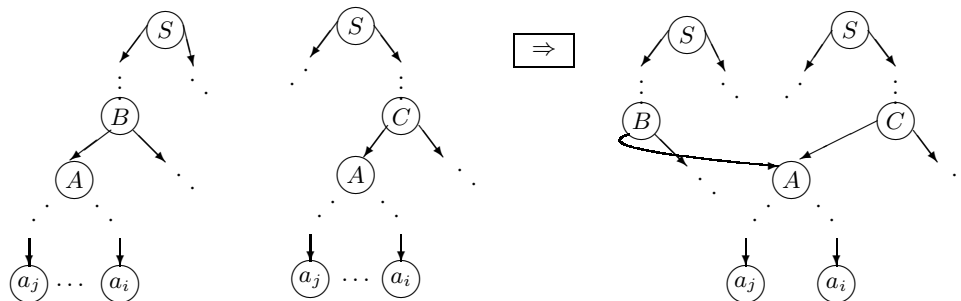 S S ⇒ S S
B C B C
A A A
a_j ... a_i a_j ... a_i a_j a_i